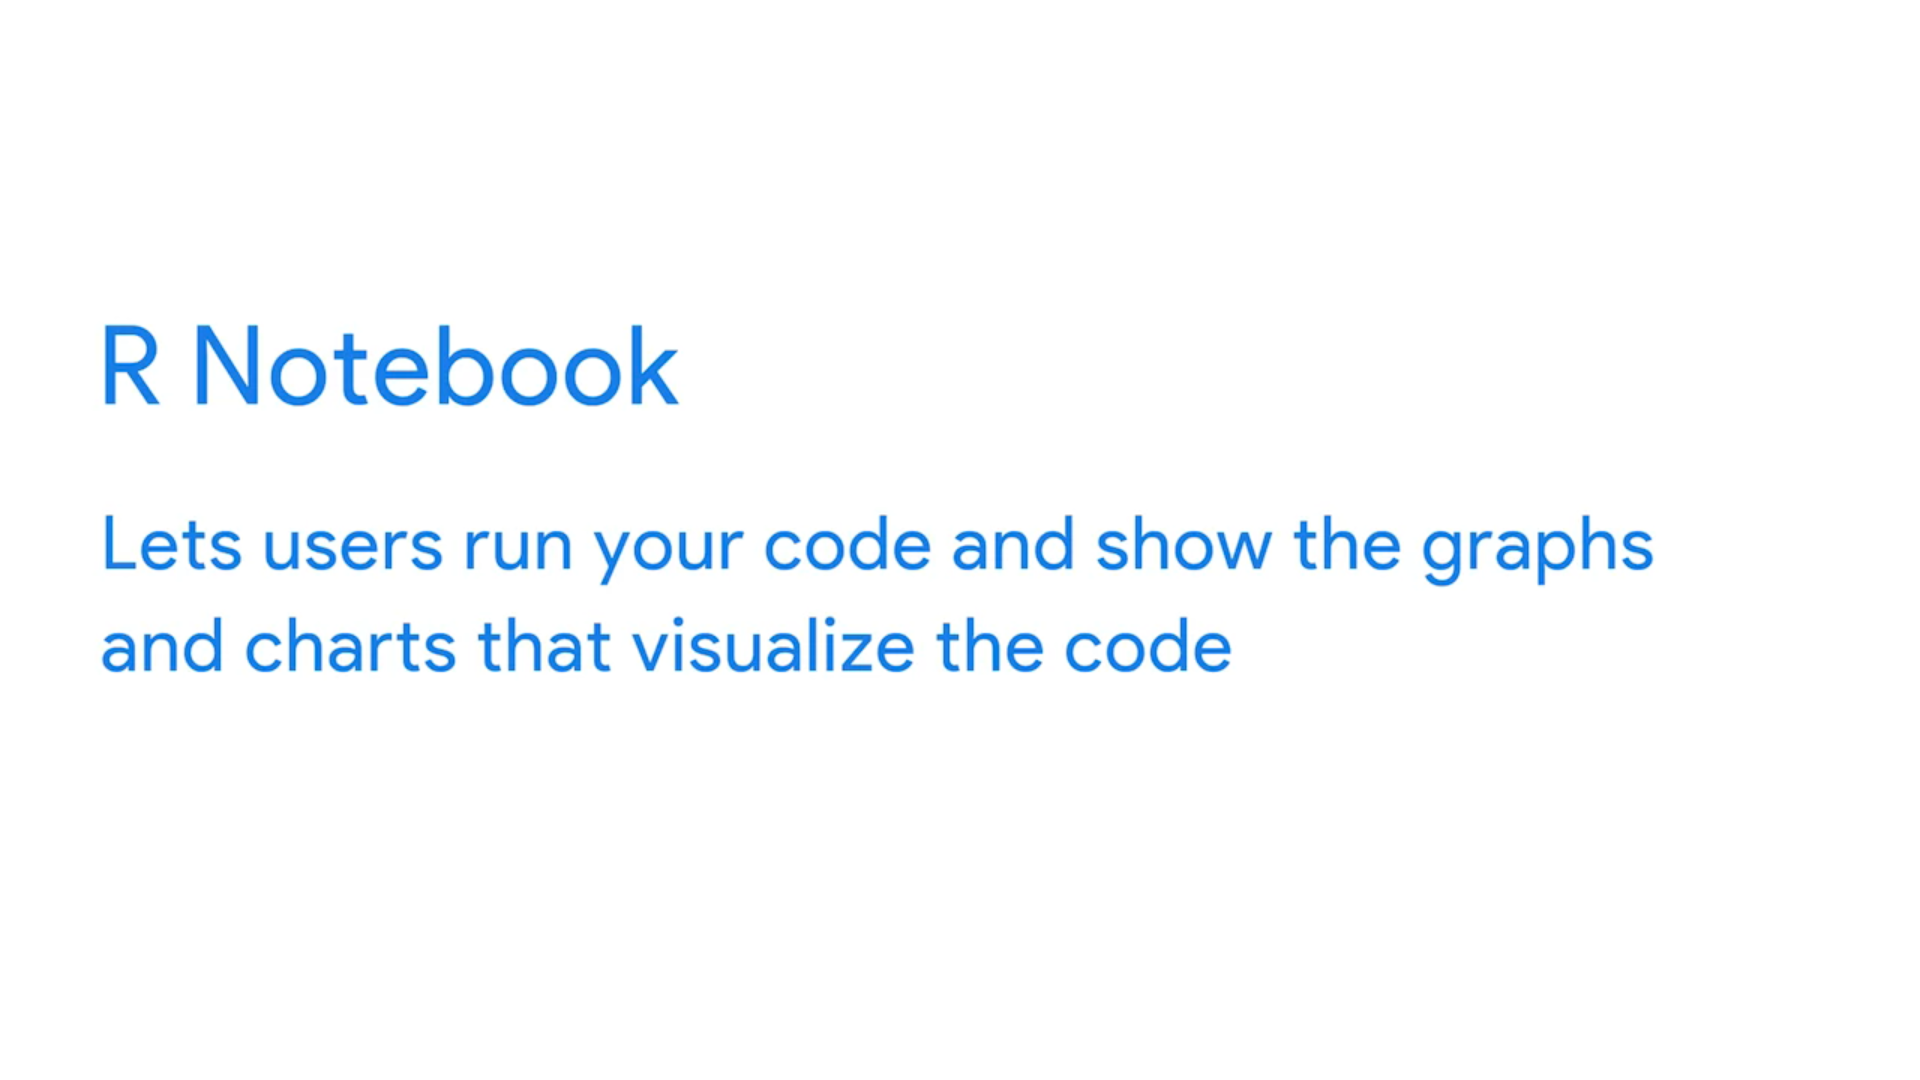 R Notebook
Lets users run your code and show the graphs
and charts that visualize the code